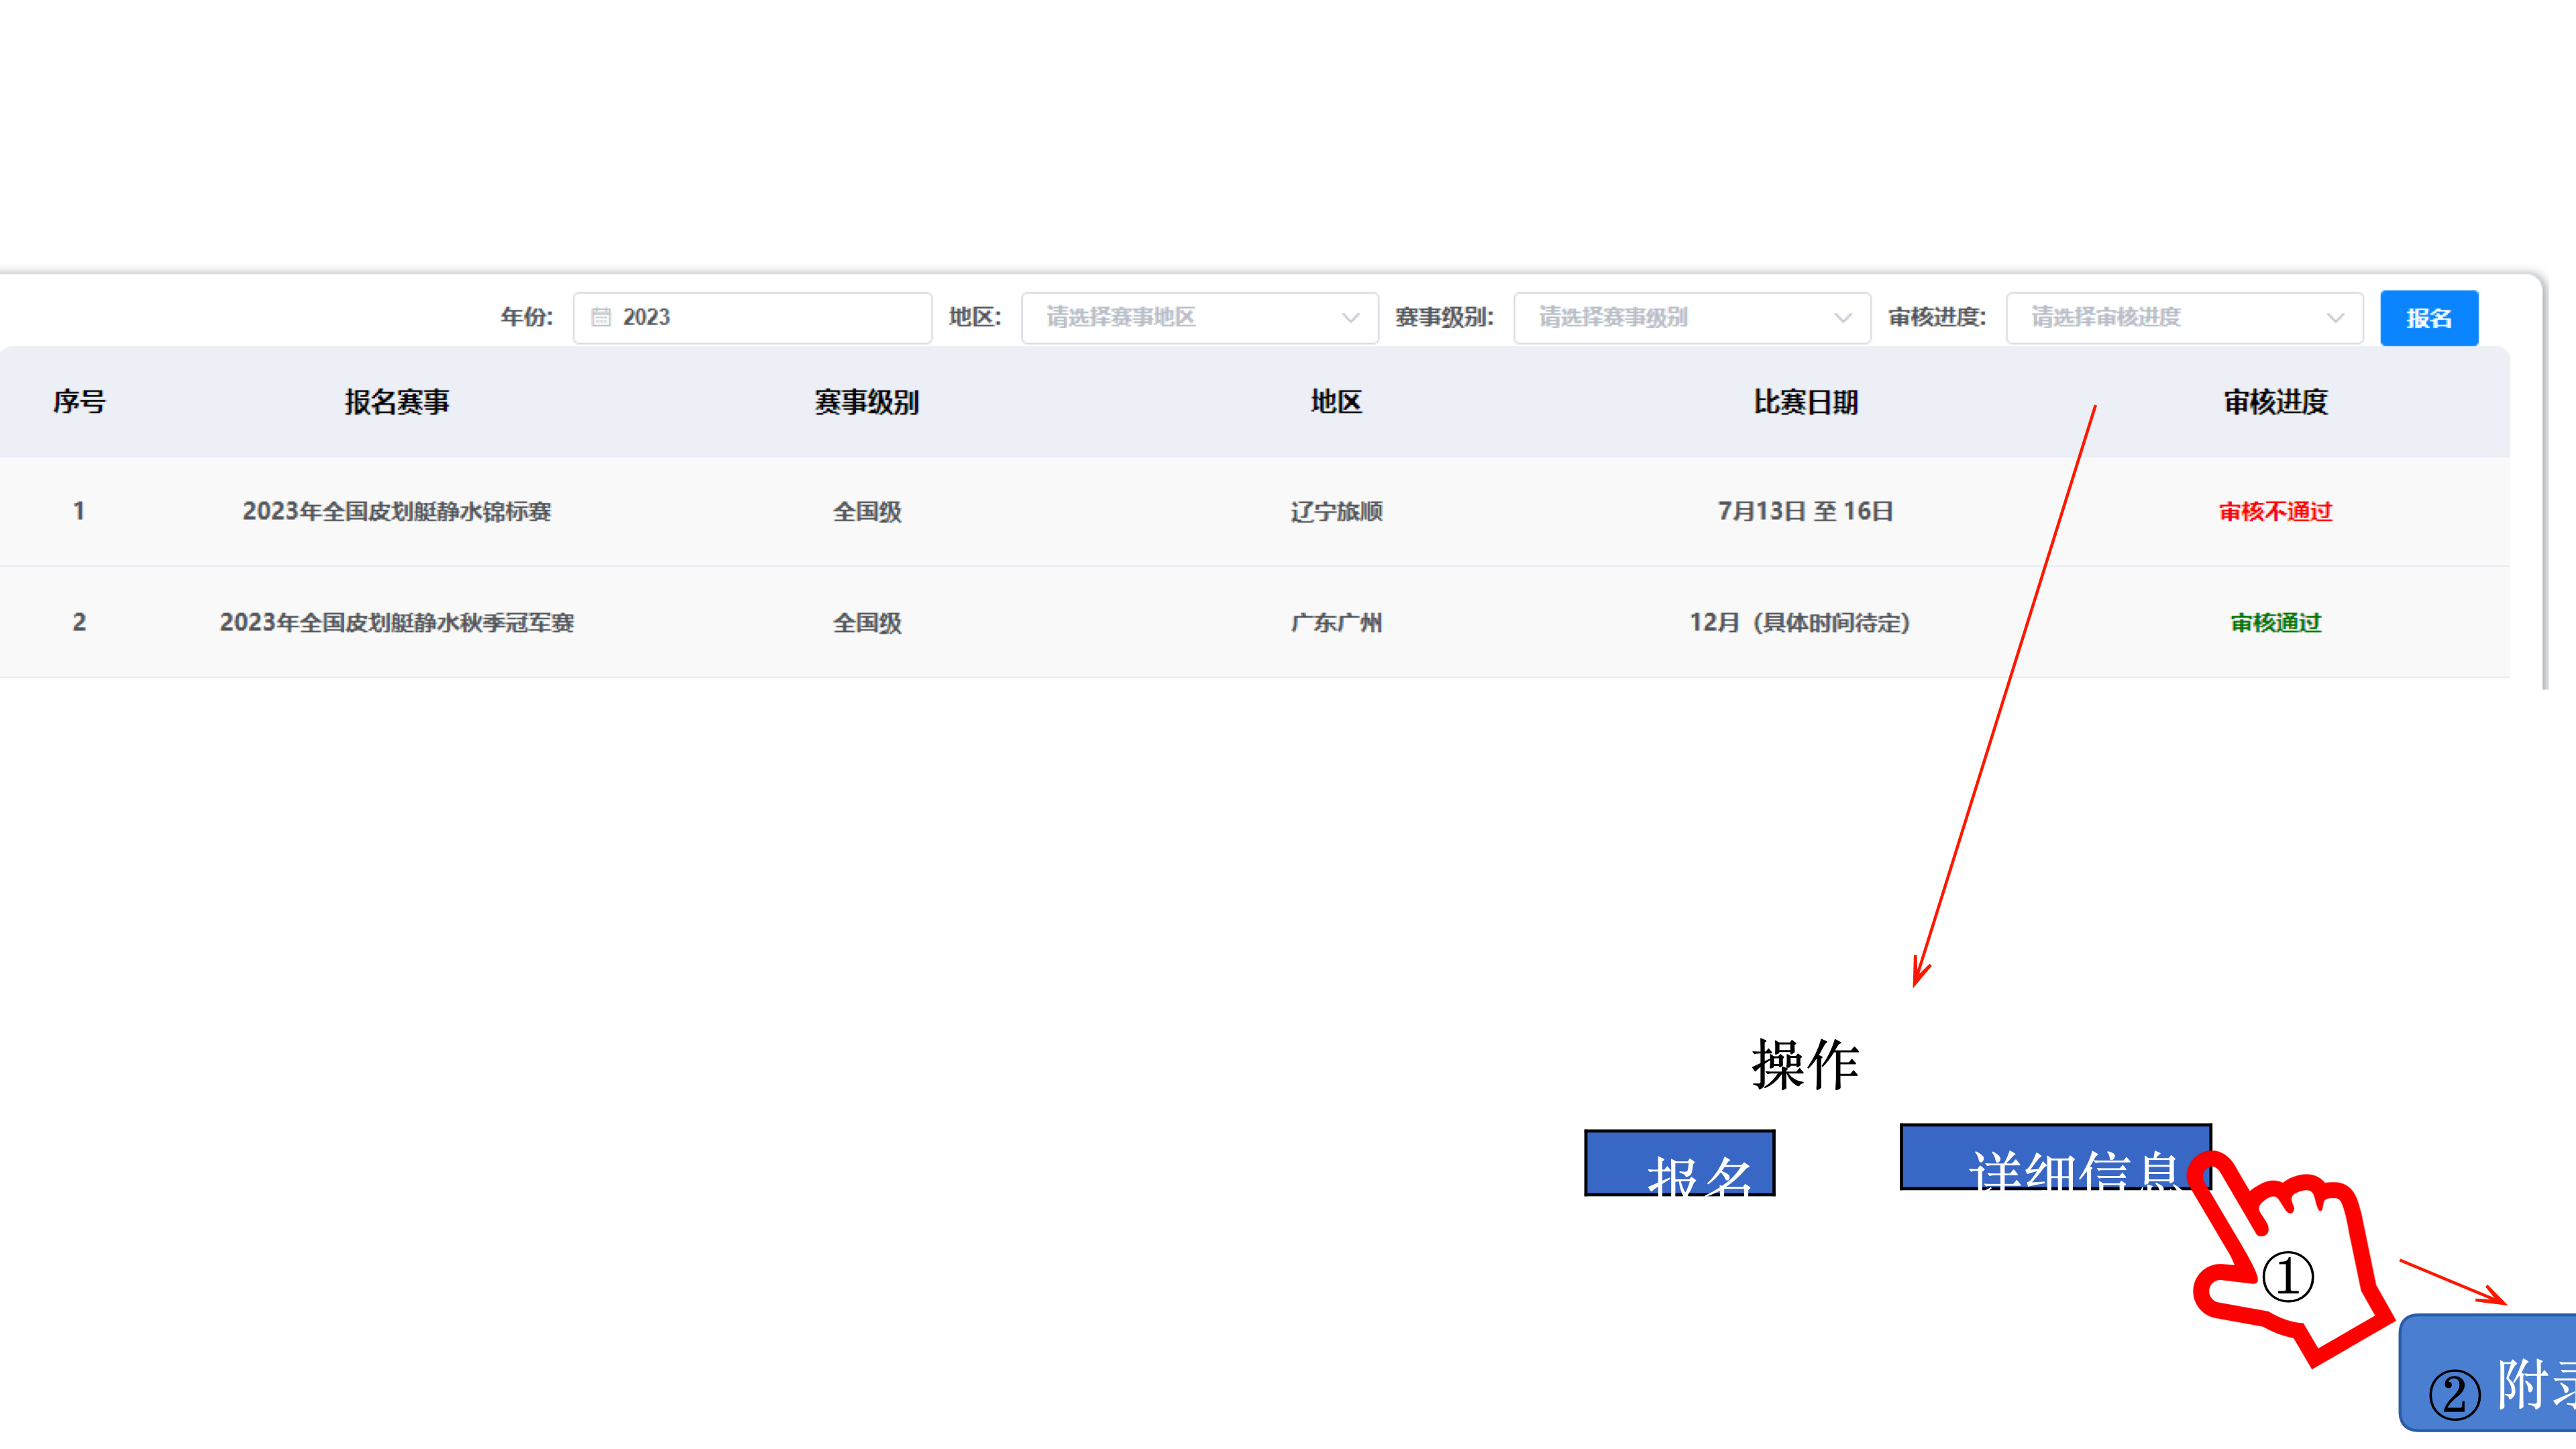 年份: 2023 地区: 请选择赛事地区 赛事级别: 请选择赛事级别 审核进度: 请选择审核进度 报名
序号 报名赛事 赛事级别 地区 比赛日期 审核进度
1 2023年全国皮划艇静水锦标赛 全国级 辽宁旅顺 7月13日 至 16日 审核不通过
2 2023年全国皮划艇静水秋季冠军赛 全国级 广东广州 12月（具体时间待定） 审核通过
操作
报名 详细信息
①
② 附录